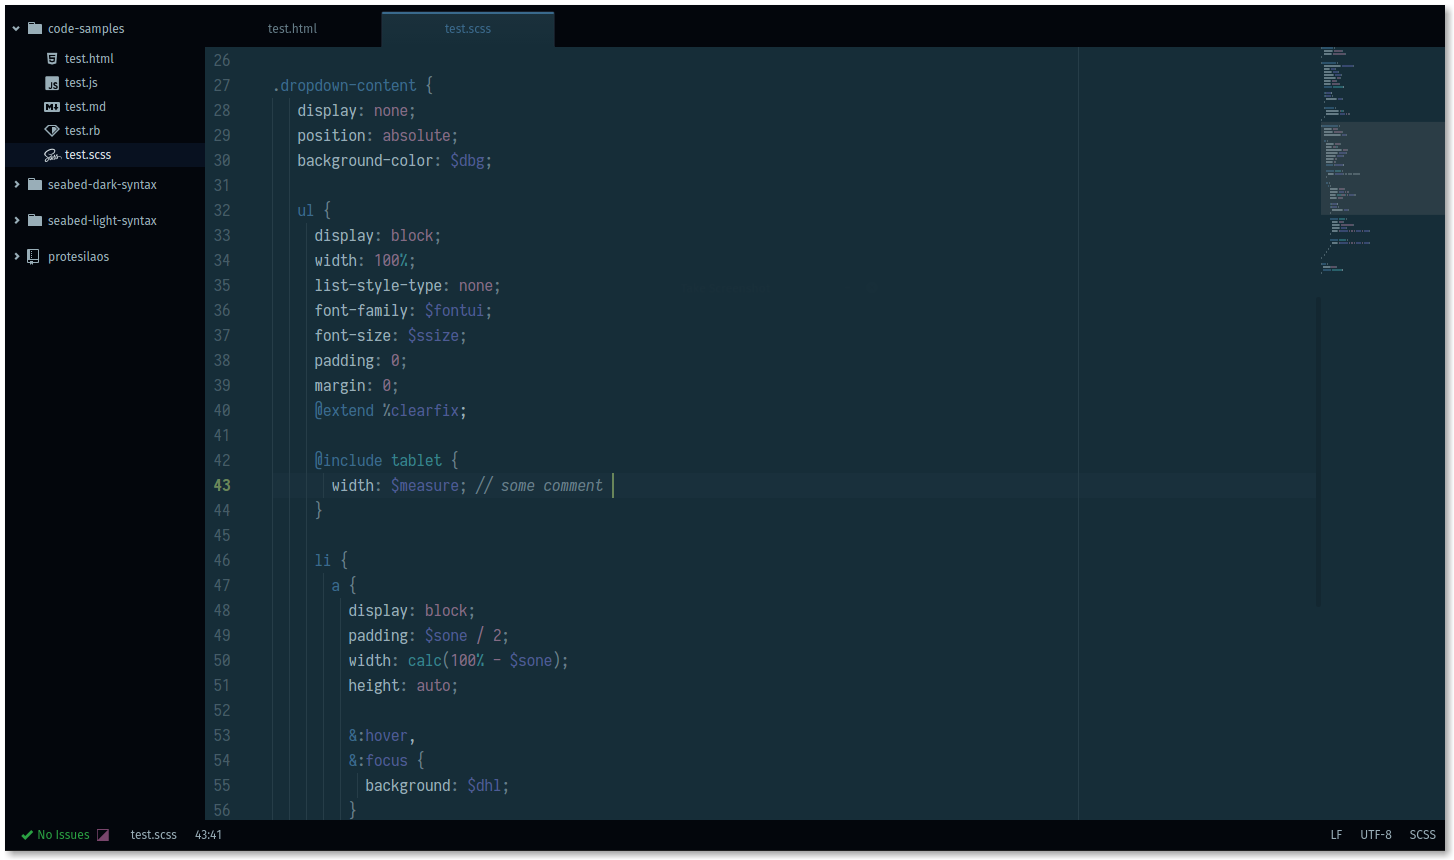 code-samples
test.html
test.js
test.md
test.rb
test.scss
seabed-dark-syntax
seabed-light-syntax
protesilaos
test.html
test.scss
26
27 .dropdown-content {
28 display: none;
29 position: absolute;
30 background-color: $dbg;
31
32 ul {
33 display: block;
34 width: 100%;
35 list-style-type: none;
36 font-family: $fontui;
37 font-size: $ssize;
38 padding: 0;
39 margin: 0;
40 @extend %clearfix;
41
42 @include tablet {
43 width: $measure; // some comment
44 }
45
46 li {
47 a {
48 display: block;
49 padding: $sone / 2;
50 width: calc(100% - $sone);
51 height: auto;
52
53 &:hover,
54 &:focus {
55 background: $dhl;
56 }
No Issues test.scss 43:41 LF UTF-8 SCSS